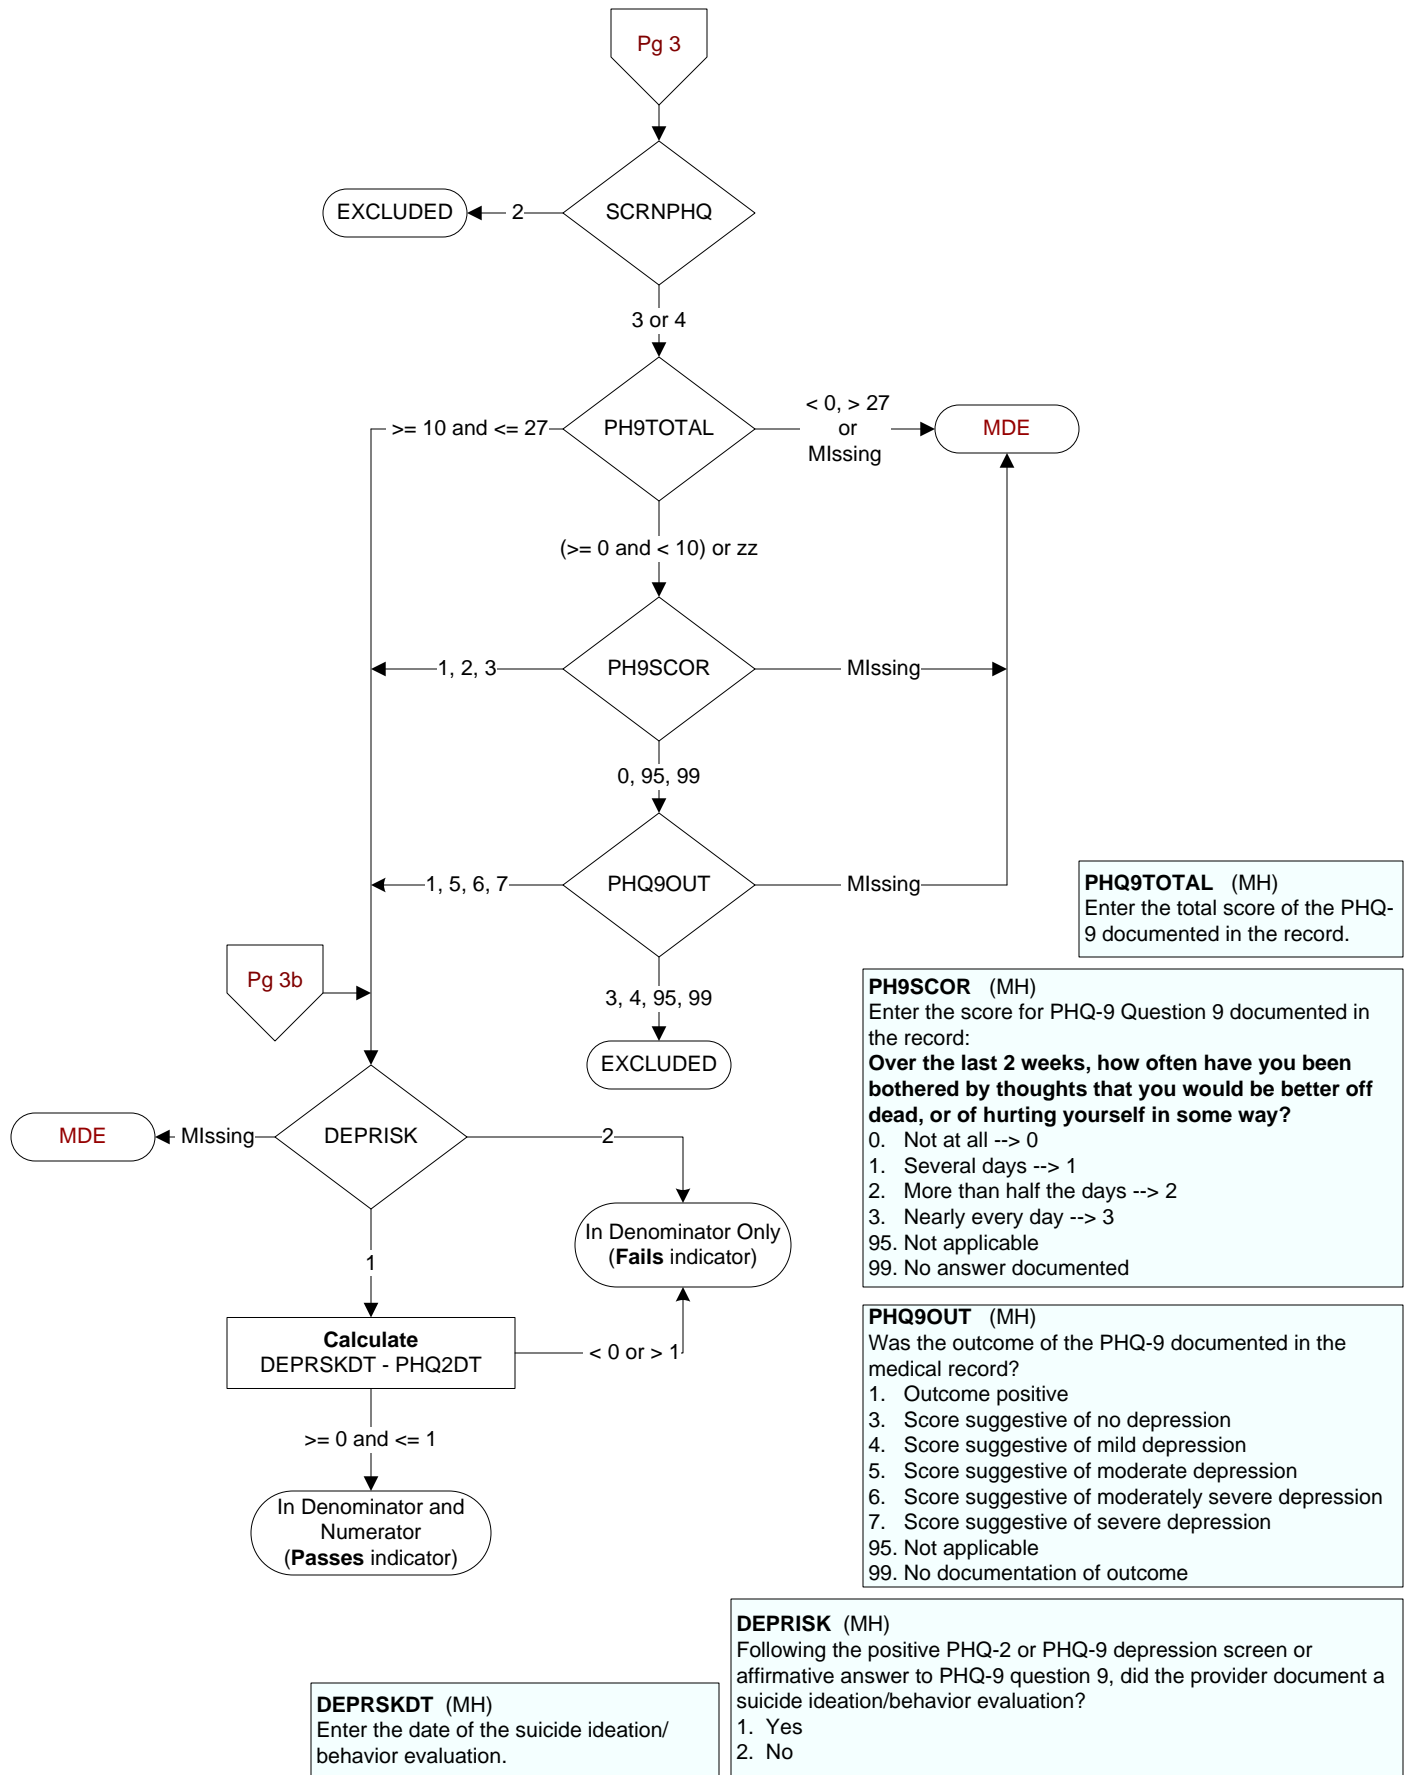 Pg 3
SCRNPHQ
EXCLUDED
2
3 or 4
PH9TOTAL
>= 10 and <= 27
< 0, > 27
or
MIssing
MDE
(>= 0 and < 10) or zz
PH9SCOR
1, 2, 3
MIssing
0, 95, 99
PHQ9OUT
1, 5, 6, 7
MIssing
3, 4, 95, 99
EXCLUDED
Pg 3b
DEPRISK
MIssing
MDE
2
In Denominator Only
(Fails indicator)
1
Calculate
DEPRSKDT - PHQ2DT
< 0 or > 1
>= 0 and <= 1
In Denominator and
Numerator
(Passes indicator)
PHQ9TOTAL (MH)
Enter the total score of the PHQ-
9 documented in the record.
PH9SCOR (MH)
Enter the score for PHQ-9 Question 9 documented in
the record:
Over the last 2 weeks, how often have you been
bothered by thoughts that you would be better off
dead, or of hurting yourself in some way?
0. Not at all --> 0
1. Several days --> 1
2. More than half the days --> 2
3. Nearly every day --> 3
95. Not applicable
99. No answer documented
PHQ9OUT (MH)
Was the outcome of the PHQ-9 documented in the
medical record?
1. Outcome positive
3. Score suggestive of no depression
4. Score suggestive of mild depression
5. Score suggestive of moderate depression
6. Score suggestive of moderately severe depression
7. Score suggestive of severe depression
95. Not applicable
99. No documentation of outcome
DEPRISK (MH)
Following the positive PHQ-2 or PHQ-9 depression screen or
affirmative answer to PHQ-9 question 9, did the provider document a
suicide ideation/behavior evaluation?
1. Yes
2. No
DEPRSKDT (MH)
Enter the date of the suicide ideation/
behavior evaluation.